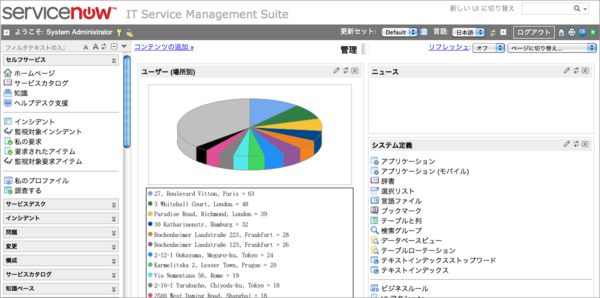 servicenow™ IT Service Management Suite
新しい UI に切り替え
ようこそ: System Administrator
更新セット: Default 言語: 日本語 ログアウト
フィルタテキストの入
コンテンツの追加 »
管理
リフレッシュ: オフ ページに切り替え...
セルフサービス
ホームページ
サービスカタログ
知識
ヘルプデスク支援
インシデント
監視対象インシデント
私の要求
要求されたアイテム
監視対象要求アイテム
私のプロファイル
調査する
サービスデスク
インシデント
問題
変更
構成
サービスカタログ
知識ベース
ユーザー (場所別)
27, Boulevard Vitton, Paris = 63
3 Whitehall Court, London = 48
Paradise Road, Richmond, London = 39
30 Katharinenstr, Hamburg = 32
Bockenheimer Landstraße 223, Frankfurt = 28
Bockenheimer Landstraße 123, Frankfurt = 26
2-12-1 Ookayama, Meguro-ku, Tokyo = 24
Karmelitska 2, Lesser Town, Prague = 20
Via Nomentana 56, Rome = 19
2-10-1 Yurakucho, Chiyoda-ku, Tokyo = 18
2500 West Daming Road, Shanghai = 18
ニュース
システム定義
アプリケーション
アプリケーション (モバイル)
辞書
選択リスト
言語ファイル
ブックマーク
テーブルと列
検索グループ
データベースビュー
テーブルローテーション
テキストインデックスストップワード
テキストインデックス
ビジネスルール